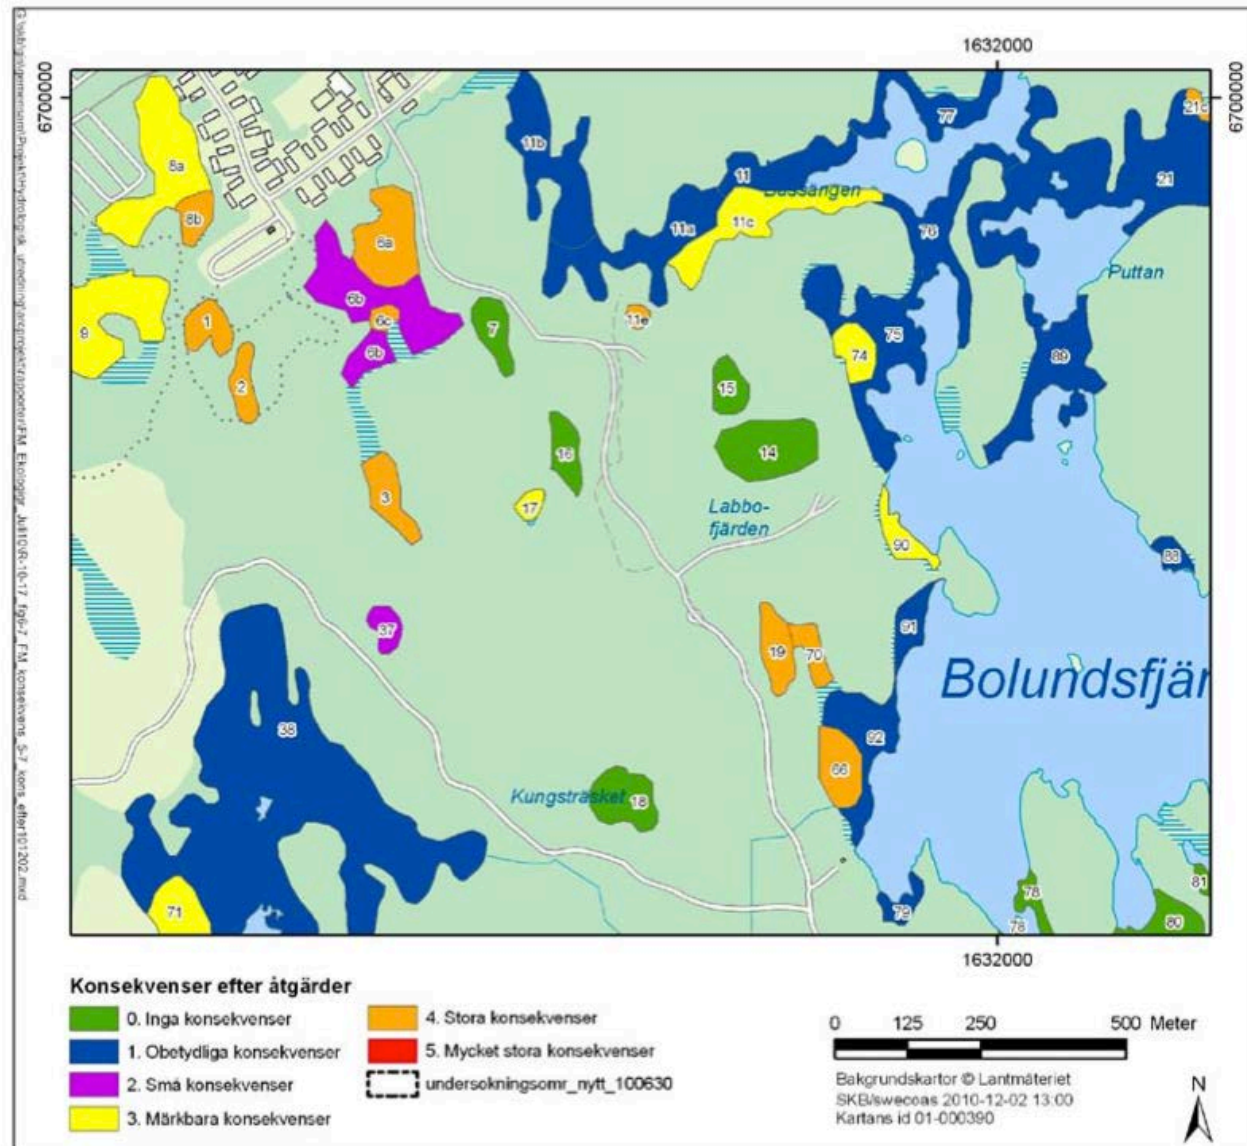 1632000
6700000
6700000
8a
8b
6a
6b
6c
6b
9
1
2
3
7
11b
11
11a
11c
11e
77
76
21c
21
Puttan
75
74
89
15
14
16
17
Labbo-
fjärden
90
88
37
19
70
91
Bolundsfjär
38
92
66
Kungsträsket
18
71
79
78
78
81
80
1632000
Konsekvenser efter åtgärder
0. Inga konsekvenser
1. Obetydliga konsekvenser
2. Små konsekvenser
3. Märkbara konsekvenser
4. Stora konsekvenser
5. Mycket stora konsekvenser
undersokningsomr_nytt_100630
0 125 250 500 Meter
Bakgrundskartor © Lantmäteriet
SKB/swecoas 2010-12-02 13:00
Kartans id 01-000390
N